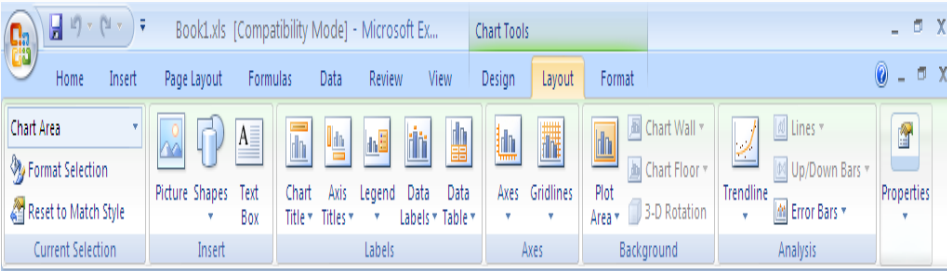 Book1.xls [Compatibility Mode] - Microsoft Ex... Chart Tools
Home Insert Page Layout Formulas Data Review View Design Layout Format
Chart Area
Format Selection
Reset to Match Style
Current Selection
Picture Shapes Text Box
Insert
Chart Title Axis Titles Legend Data Labels Data Table
Labels
Axes Gridlines
Axes
Plot Area
Chart Wall
Chart Floor
3-D Rotation
Background
Trendline
Lines
Up/Down Bars
Error Bars
Analysis
Properties